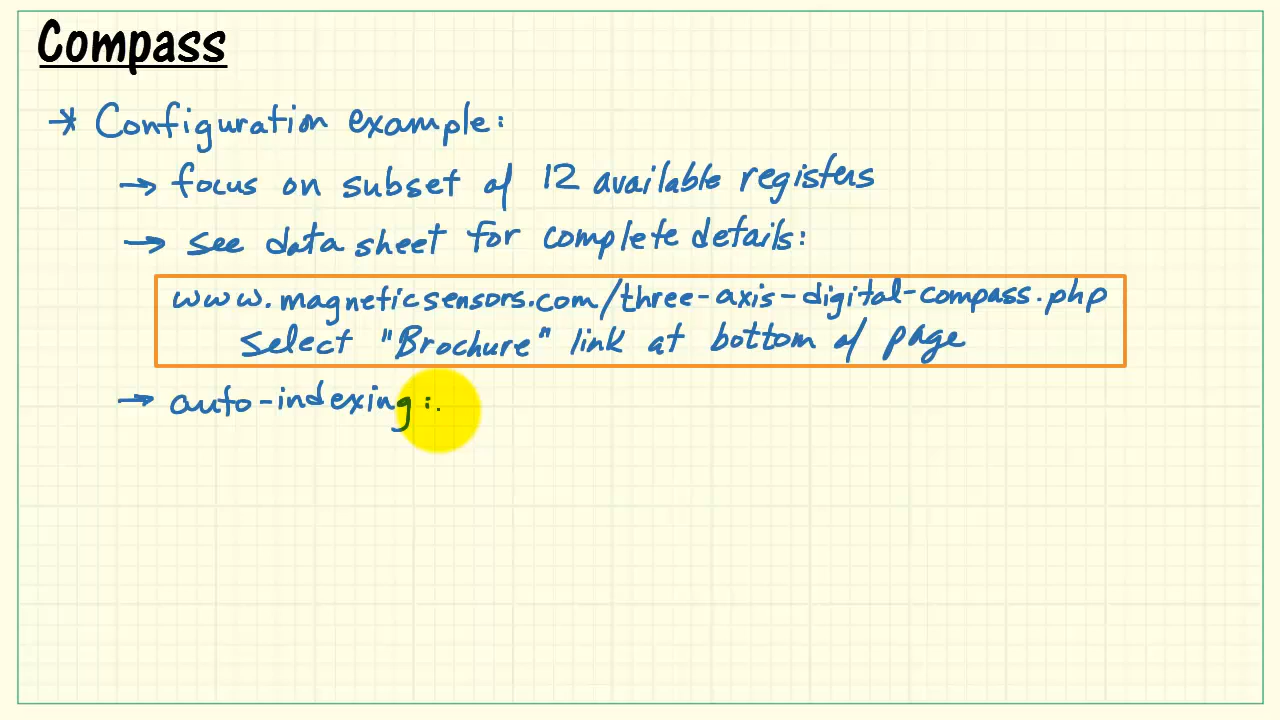 Compass
→* Configuration example:
→ focus on subset of 12 available registers
→ see data sheet for complete details:
www.magneticsensors.com/three-axis-digital-compass.php
select "Brochure" link at bottom of page
→ auto-indexing: